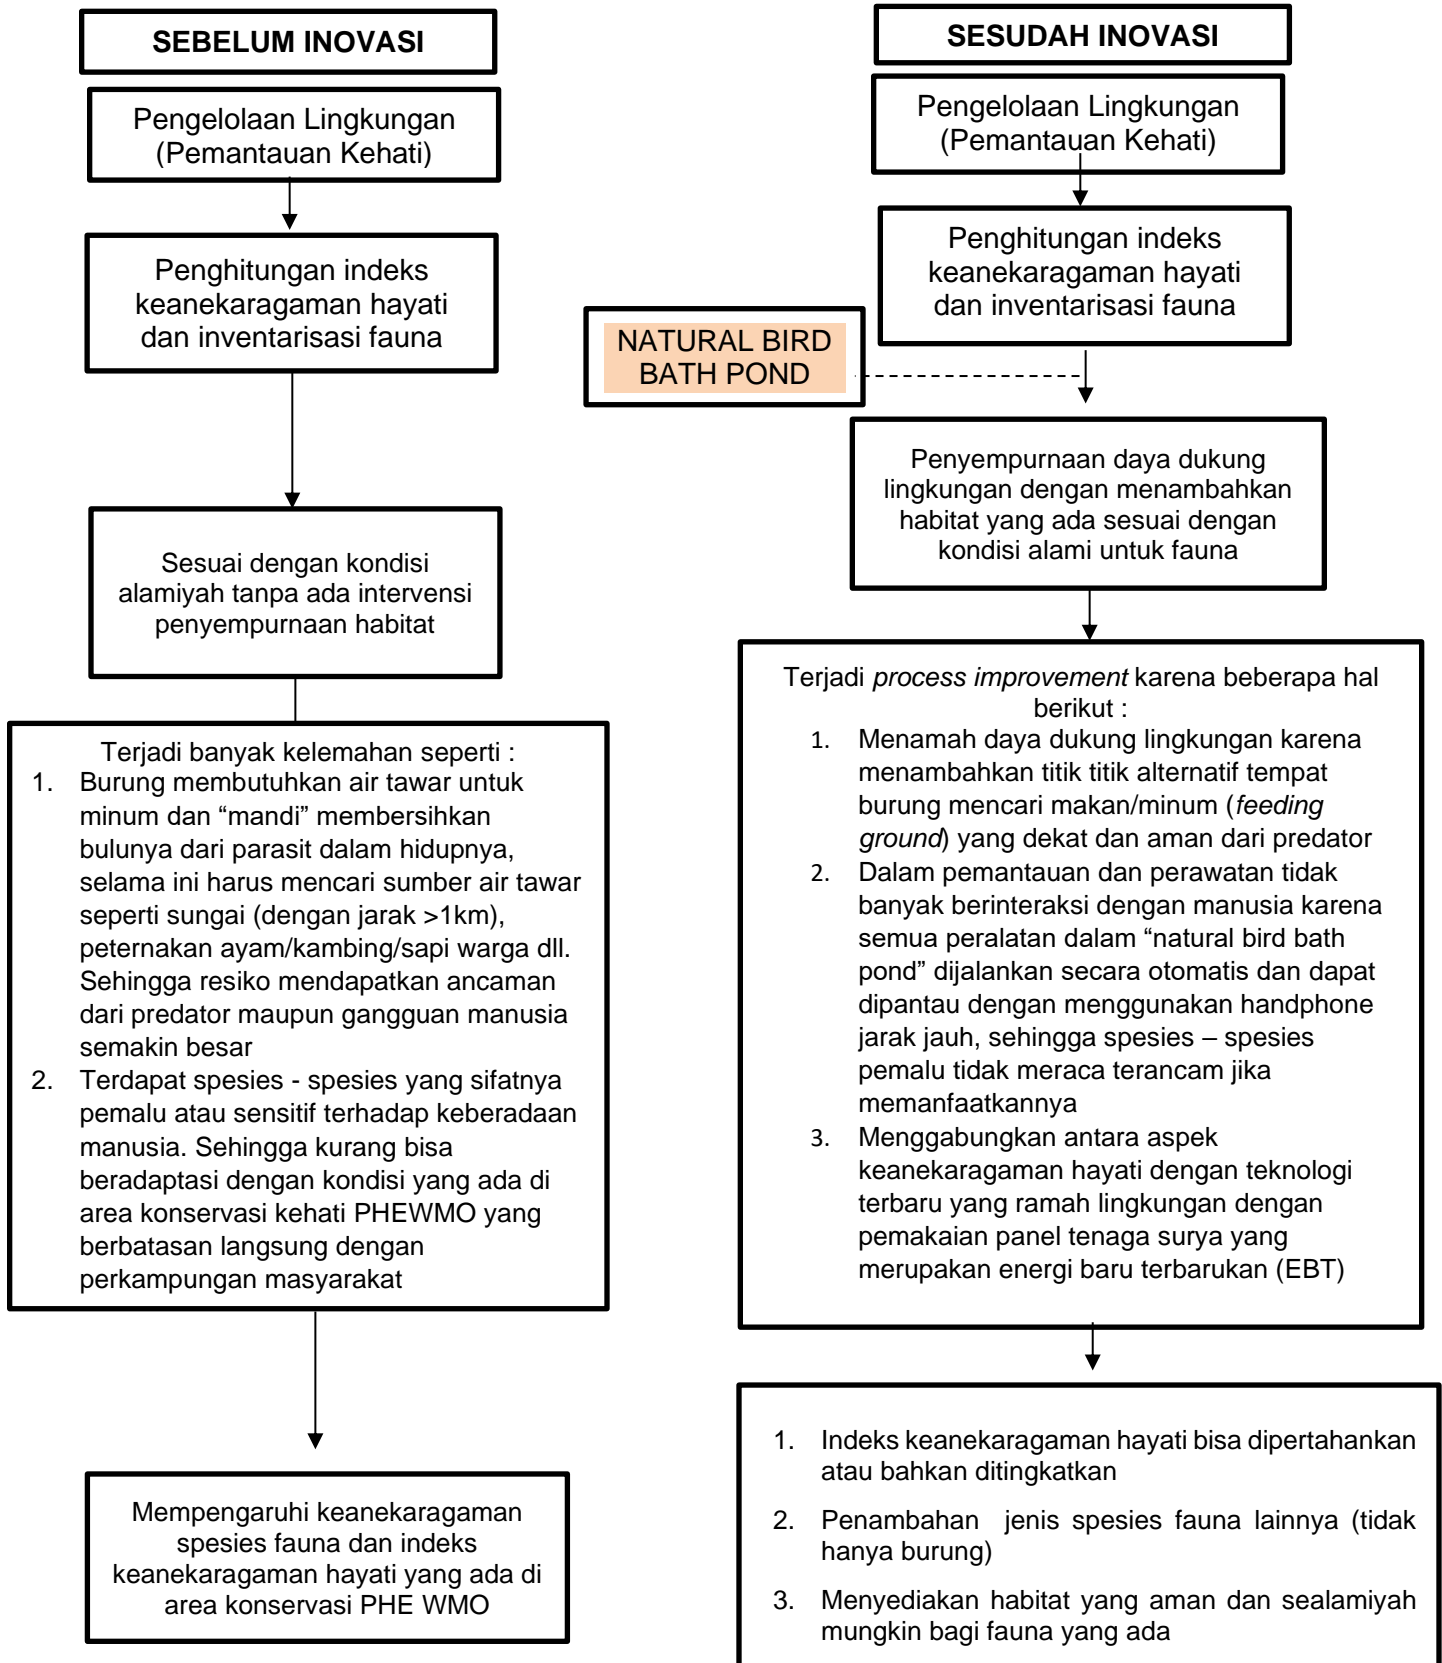 SEBELUM INOVASI
Pengelolaan Lingkungan
(Pemantauan Kehati)
Penghitungan indeks
keanekaragaman hayati
dan inventarisasi fauna
Sesuai dengan kondisi
alamiyah tanpa ada intervensi
penyempurnaan habitat
Terjadi banyak kelemahan seperti :
1. Burung membutuhkan air tawar untuk
minum dan “mandi” membersihkan
bulunya dari parasit dalam hidupnya,
selama ini harus mencari sumber air tawar
seperti sungai (dengan jarak >1km),
peternakan ayam/kambing/sapi warga dll.
Sehingga resiko mendapatkan ancaman
dari predator maupun gangguan manusia
semakin besar
2. Terdapat spesies - spesies yang sifatnya
pemalu atau sensitif terhadap keberadaan
manusia. Sehingga kurang bisa
beradaptasi dengan kondisi yang ada di
area konservasi kehati PHEWMO yang
berbatasan langsung dengan
perkampungan masyarakat
Mempengaruhi keanekaragaman
spesies fauna dan indeks
keanekaragaman hayati yang ada di
area konservasi PHE WMO
SESUDAH INOVASI
Pengelolaan Lingkungan
(Pemantauan Kehati)
Penghitungan indeks
keanekaragaman hayati
dan inventarisasi fauna
NATURAL BIRD
BATH POND
Penyempurnaan daya dukung
lingkungan dengan menambahkan
habitat yang ada sesuai dengan
kondisi alami untuk fauna
Terjadi process improvement karena beberapa hal
berikut :
1. Menamah daya dukung lingkungan karena
menambahkan titik titik alternatif tempat
burung mencari makan/minum (feeding
ground) yang dekat dan aman dari predator
2. Dalam pemantauan dan perawatan tidak
banyak berinteraksi dengan manusia karena
semua peralatan dalam “natural bird bath
pond” dijalankan secara otomatis dan dapat
dipantau dengan menggunakan handphone
jarak jauh, sehingga spesies – spesies
pemalu tidak meraca terancam jika
memanfaatkannya
3. Menggabungkan antara aspek
keanekaragaman hayati dengan teknologi
terbaru yang ramah lingkungan dengan
pemakaian panel tenaga surya yang
merupakan energi baru terbarukan (EBT)
1. Indeks keanekaragaman hayati bisa dipertahankan
atau bahkan ditingkatkan
2. Penambahan jenis spesies fauna lainnya (tidak
hanya burung)
3. Menyediakan habitat yang aman dan sealamiyah
mungkin bagi fauna yang ada